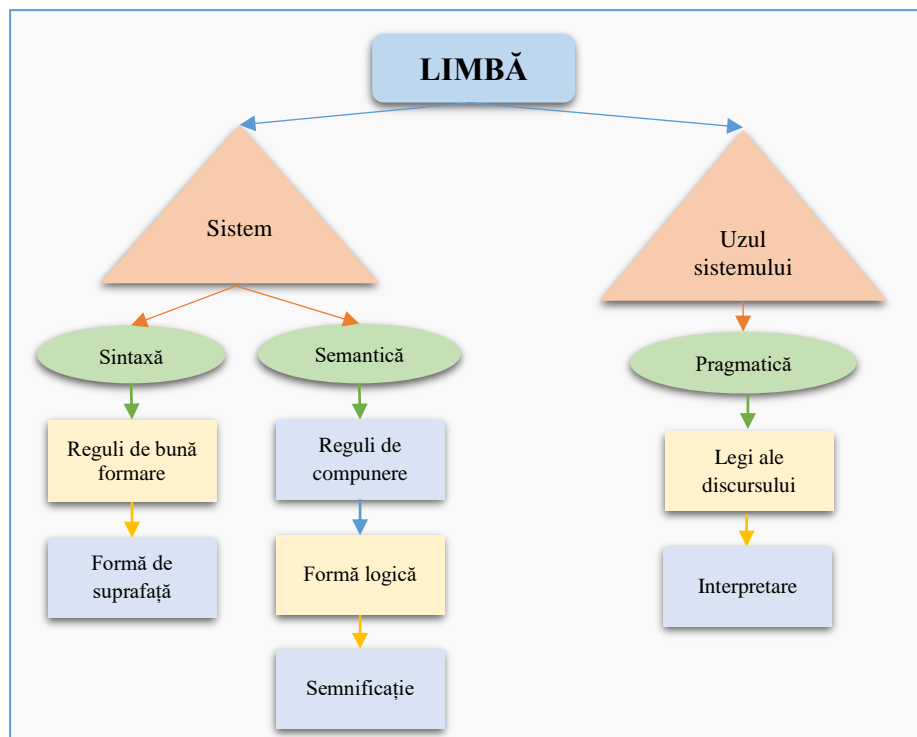 LIMBĂ
Sistem
Uzul
sistemului
Sintaxă
Semantică
Pragmatică
Reguli de bună
formare
Reguli de
compunere
Legi ale
discursului
Formă de
suprafață
Formă logică
Interpretare
Semnificație